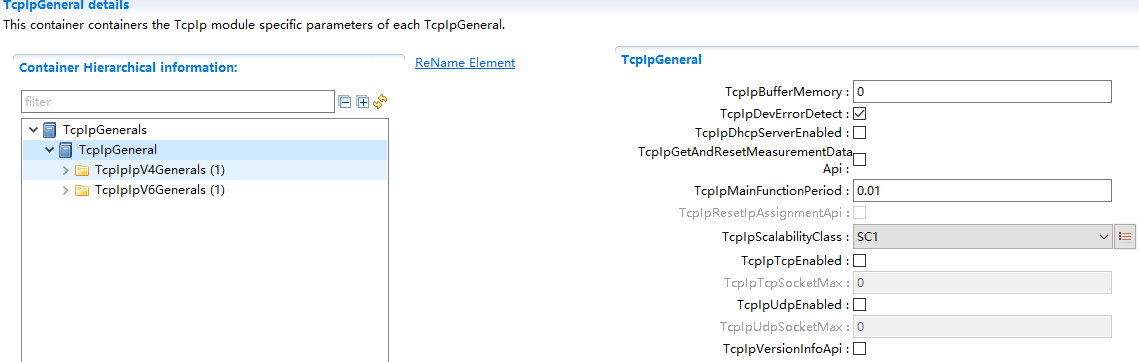 TcpIpGeneral details
This container containers the TcpIp module specific parameters of each TcpIpGeneral.
Container Hierarchical information:
ReName Element
filter
TcpIpGenerals
TcpIpGeneral
TcpIpIpV4Generals (1)
TcpIpIpV6Generals (1)
TcpIpGeneral
TcpIpBufferMemory : 0
TcpIpDevErrorDetect :
TcpIpDhcpServerEnabled :
TcpIpGetAndResetMeasurementData
Api :
TcpIpMainFunctionPeriod : 0.01
TcpIpResetIpAssignmentApi :
TcpIpScalabilityClass : SC1
TcpIpTcpEnabled :
TcpIpTcpSocketMax : 0
TcpIpUdpEnabled :
TcpIpUdpSocketMax : 0
TcpIpVersionInfoApi :